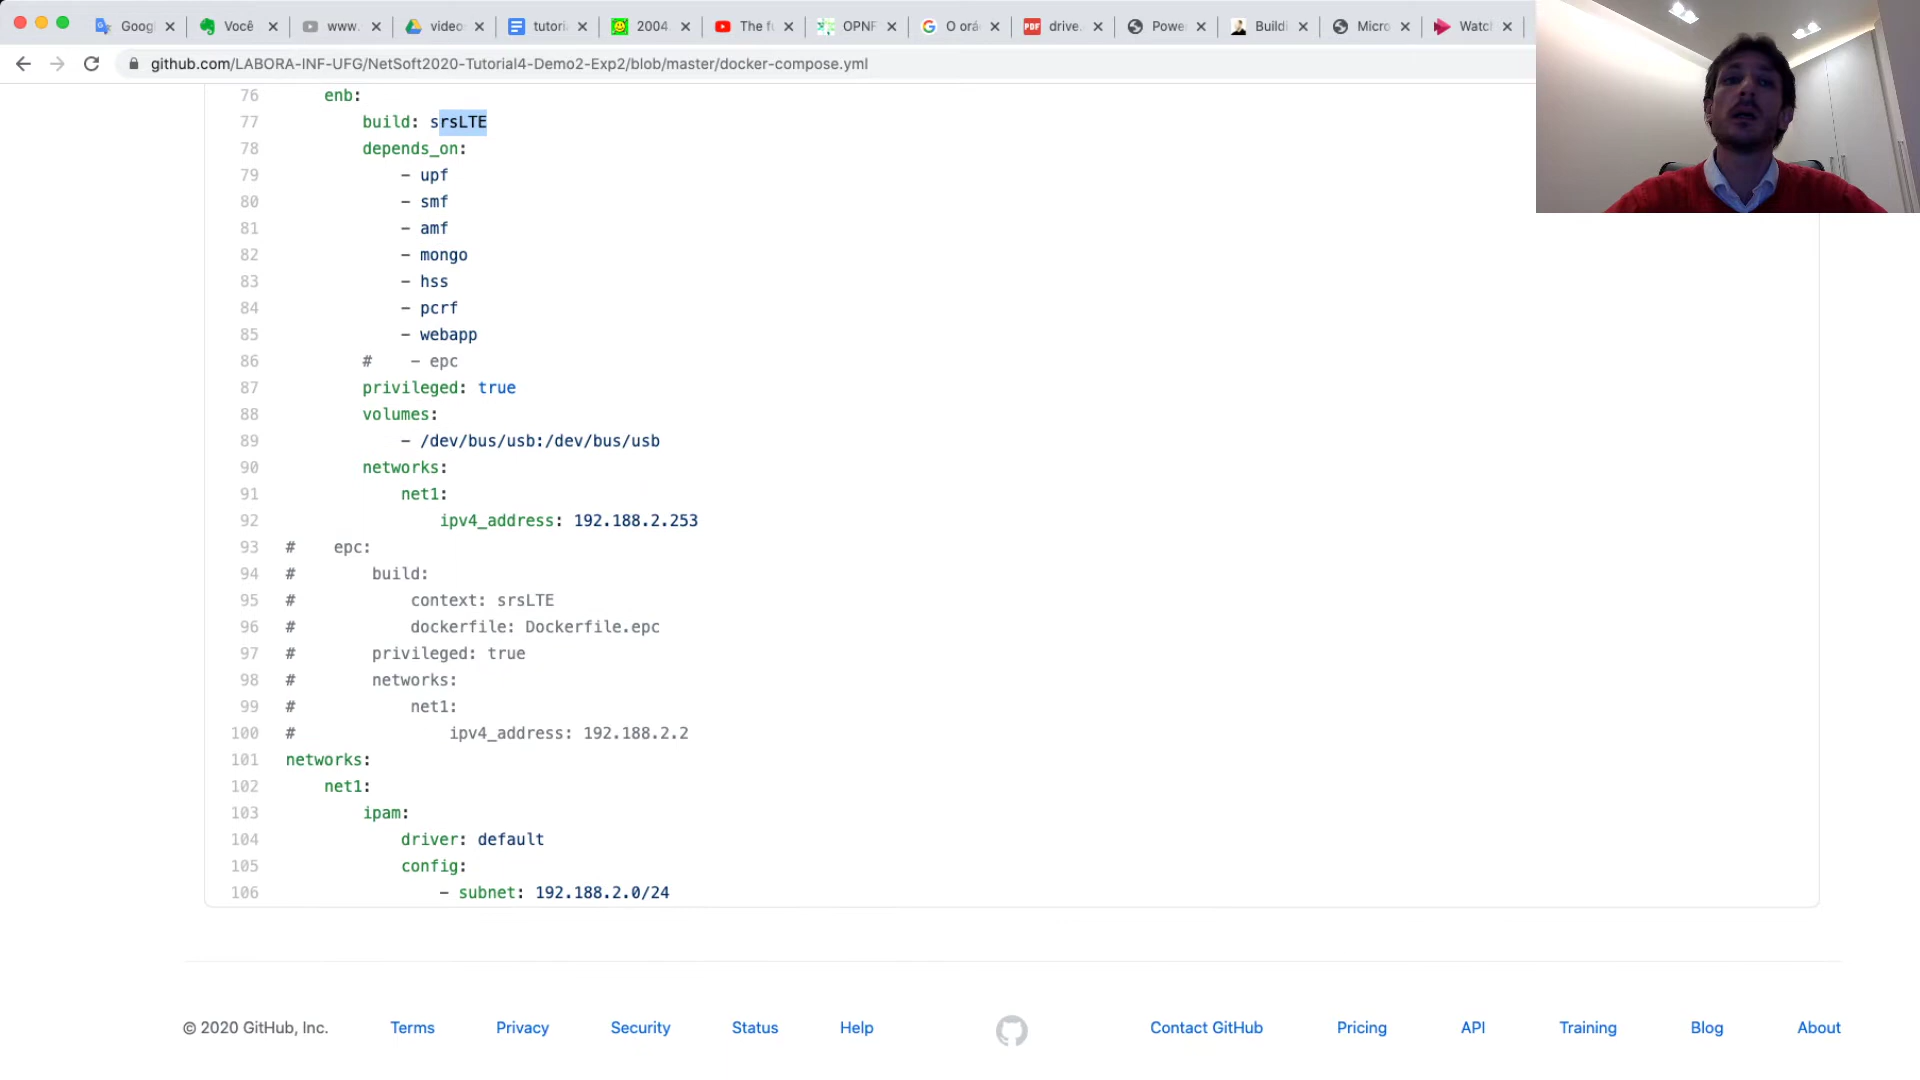 Googl
Você
www.
video
tutori
2004
The fu
OPNF
O orá
drive.
Powe
Buildi
Micro
Watc
github.com/LABORA-INF-UFG/NetSoft2020-Tutorial4-Demo2-Exp2/blob/master/docker-compose.yml
76 enb:
77 build: srsLTE
78 depends_on:
79 - upf
80 - smf
81 - amf
82 - mongo
83 - hss
84 - pcrf
85 - webapp
86 # - epc
87 privileged: true
88 volumes:
89 - /dev/bus/usb:/dev/bus/usb
90 networks:
91 net1:
92 ipv4_address: 192.188.2.253
93 # epc:
94 # build:
95 # context: srsLTE
96 # dockerfile: Dockerfile.epc
97 # privileged: true
98 # networks:
99 # net1:
100 # ipv4_address: 192.188.2.2
101 networks:
102 net1:
103 ipam:
104 driver: default
105 config:
106 - subnet: 192.188.2.0/24
© 2020 GitHub, Inc. Terms Privacy Security Status Help Contact GitHub Pricing API Training Blog About